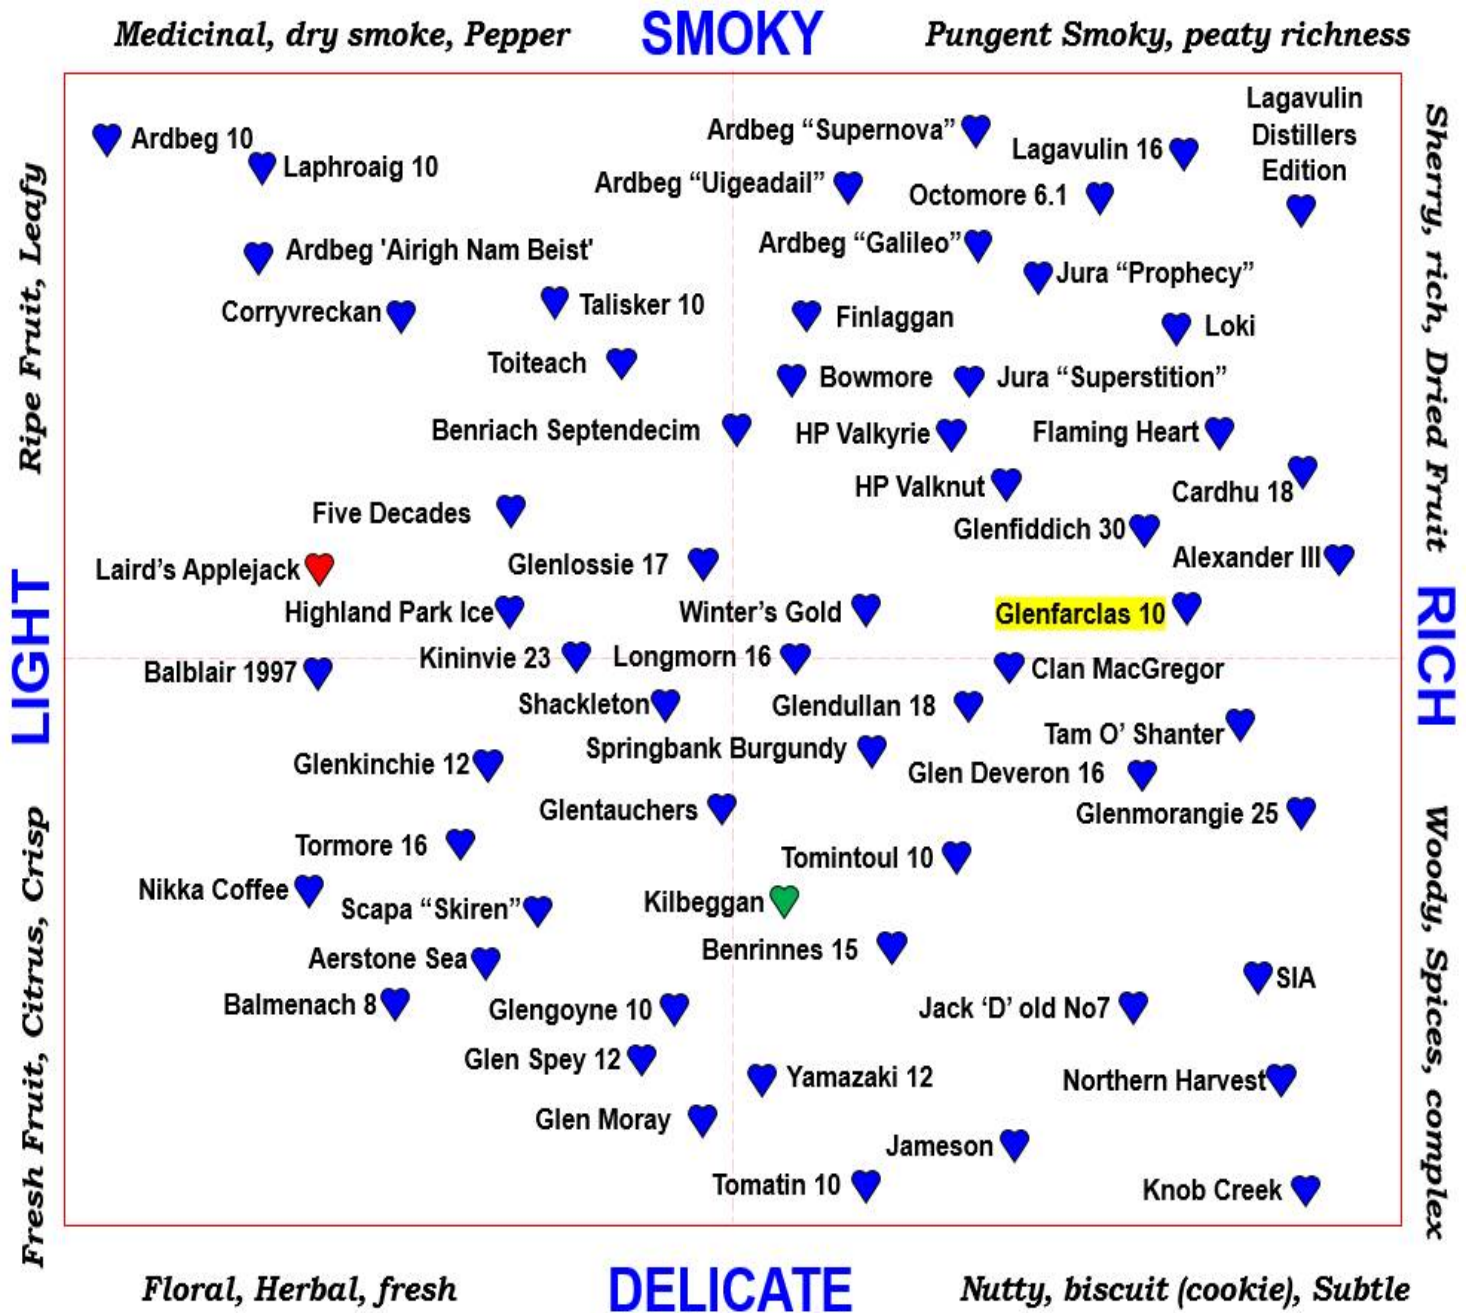 Medicinal, dry smoke, Pepper
SMOKY
Pungent Smoky, peaty richness
Ripe Fruit, Leafy
LIGHT
Fresh Fruit, Citrus, Crisp
Sherry, rich, Dried Fruit
RICH
Woody, Spices, complex
Lagavulin
Distillers
Edition
Ardbeg 10
Ardbeg “Supernova”
Lagavulin 16
Laphroaig 10
Ardbeg “Uigeadail”
Octomore 6.1
Ardbeg 'Airigh Nam Beist'
Ardbeg “Galileo”
Jura “Prophecy”
Corryvreckan
Talisker 10
Finlaggan
Loki
Toiteach
Bowmore
Jura “Superstition”
Benriach Septendecim
HP Valkyrie
Flaming Heart
HP Valknut
Cardhu 18
Five Decades
Glenfiddich 30
Laird’s Applejack
Glenlossie 17
Alexander III
Highland Park Ice
Winter’s Gold
Glenfarclas 10
Balblair 1997
Kininvie 23
Longmorn 16
Clan MacGregor
Shackleton
Glendullan 18
Tam O’ Shanter
Springbank Burgundy
Glenkinchie 12
Glen Deveron 16
Glentauchers
Glenmorangie 25
Tormore 16
Tomintoul 10
Nikka Coffee
Scapa “Skiren”
Kilbeggan
Aerstone Sea
Benrinnes 15
SIA
Balmenach 8
Glengoyne 10
Jack ‘D’ old No7
Glen Spey 12
Yamazaki 12
Northern Harvest
Glen Moray
Jameson
Tomatin 10
Knob Creek
Floral, Herbal, fresh
DELICATE
Nutty, biscuit (cookie), Subtle